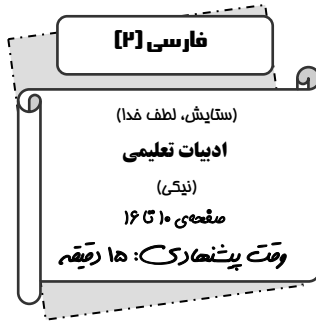 فارسی (۲)
(ستایش، لطف خدا)
ادبیات تعلیمی
(نیکی)
صفحه‌ی ۱۰ تا ۱۶
وقت پیشنهادی: ۱۵ دقیقه